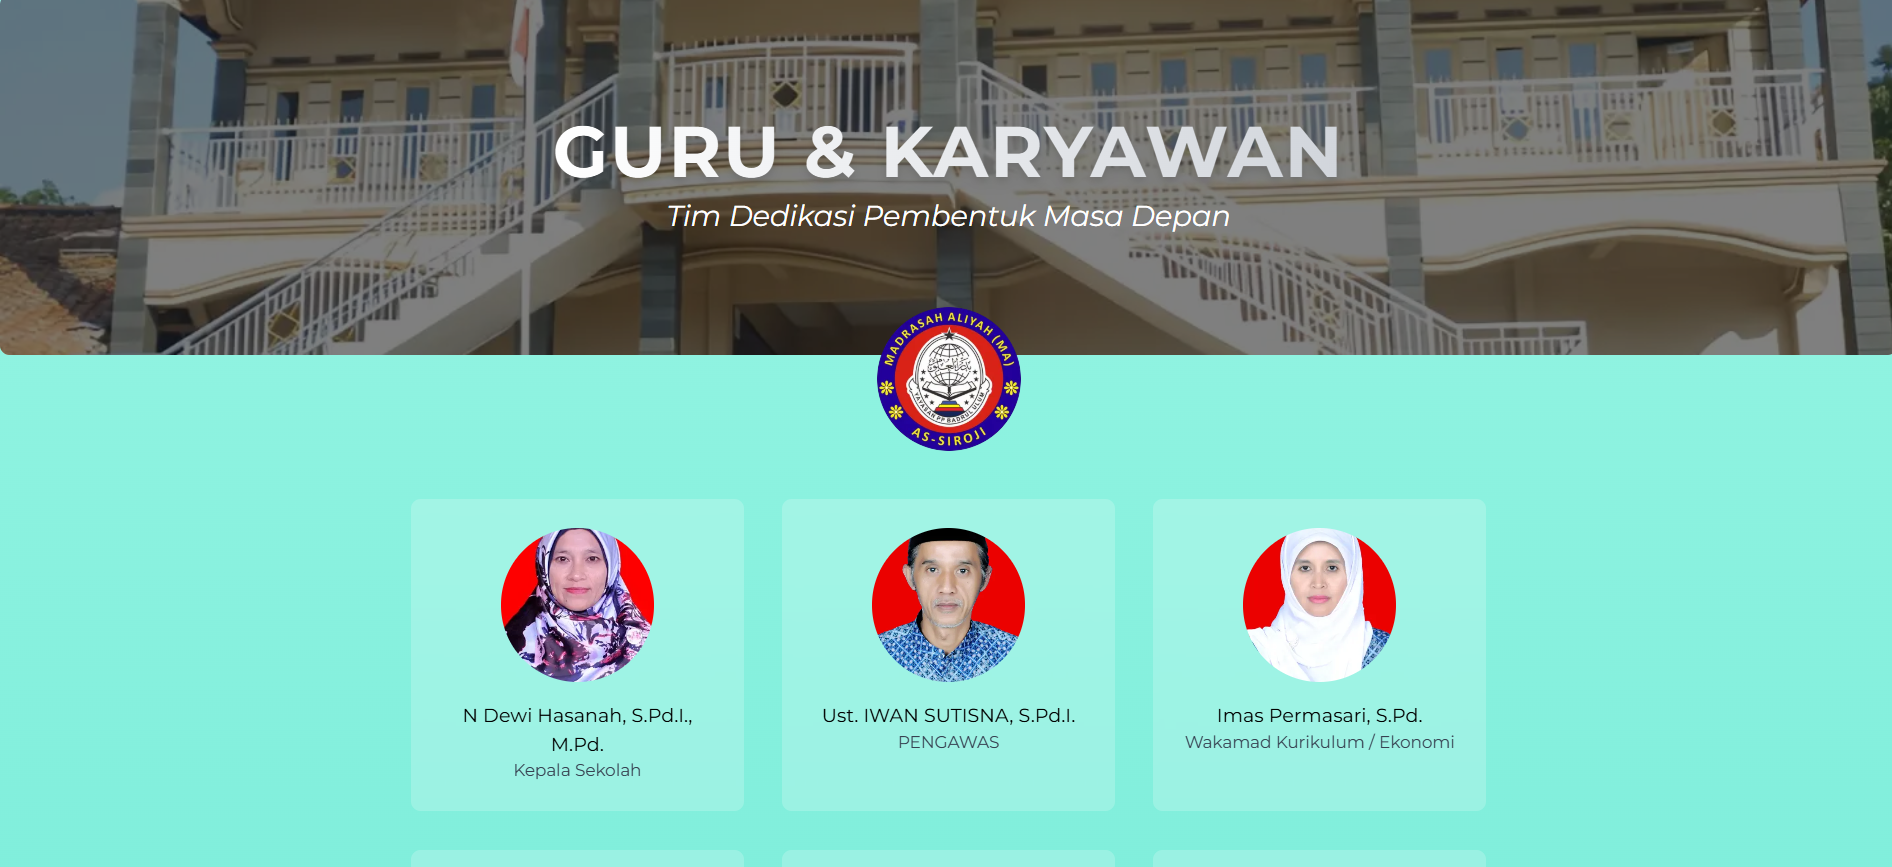 GURU & KARYAWAN
Tim Dedikasi Pembentuk Masa Depan
MADRASAH ALIYAH (MA)
YAYASAN PP BADRUL ULUM
AS-SIROJI
N Dewi Hasanah, S.Pd.I.,
M.Pd.
Kepala Sekolah
Ust. IWAN SUTISNA, S.Pd.I.
PENGAWAS
Imas Permasari, S.Pd.
Wakamad Kurikulum / Ekonomi